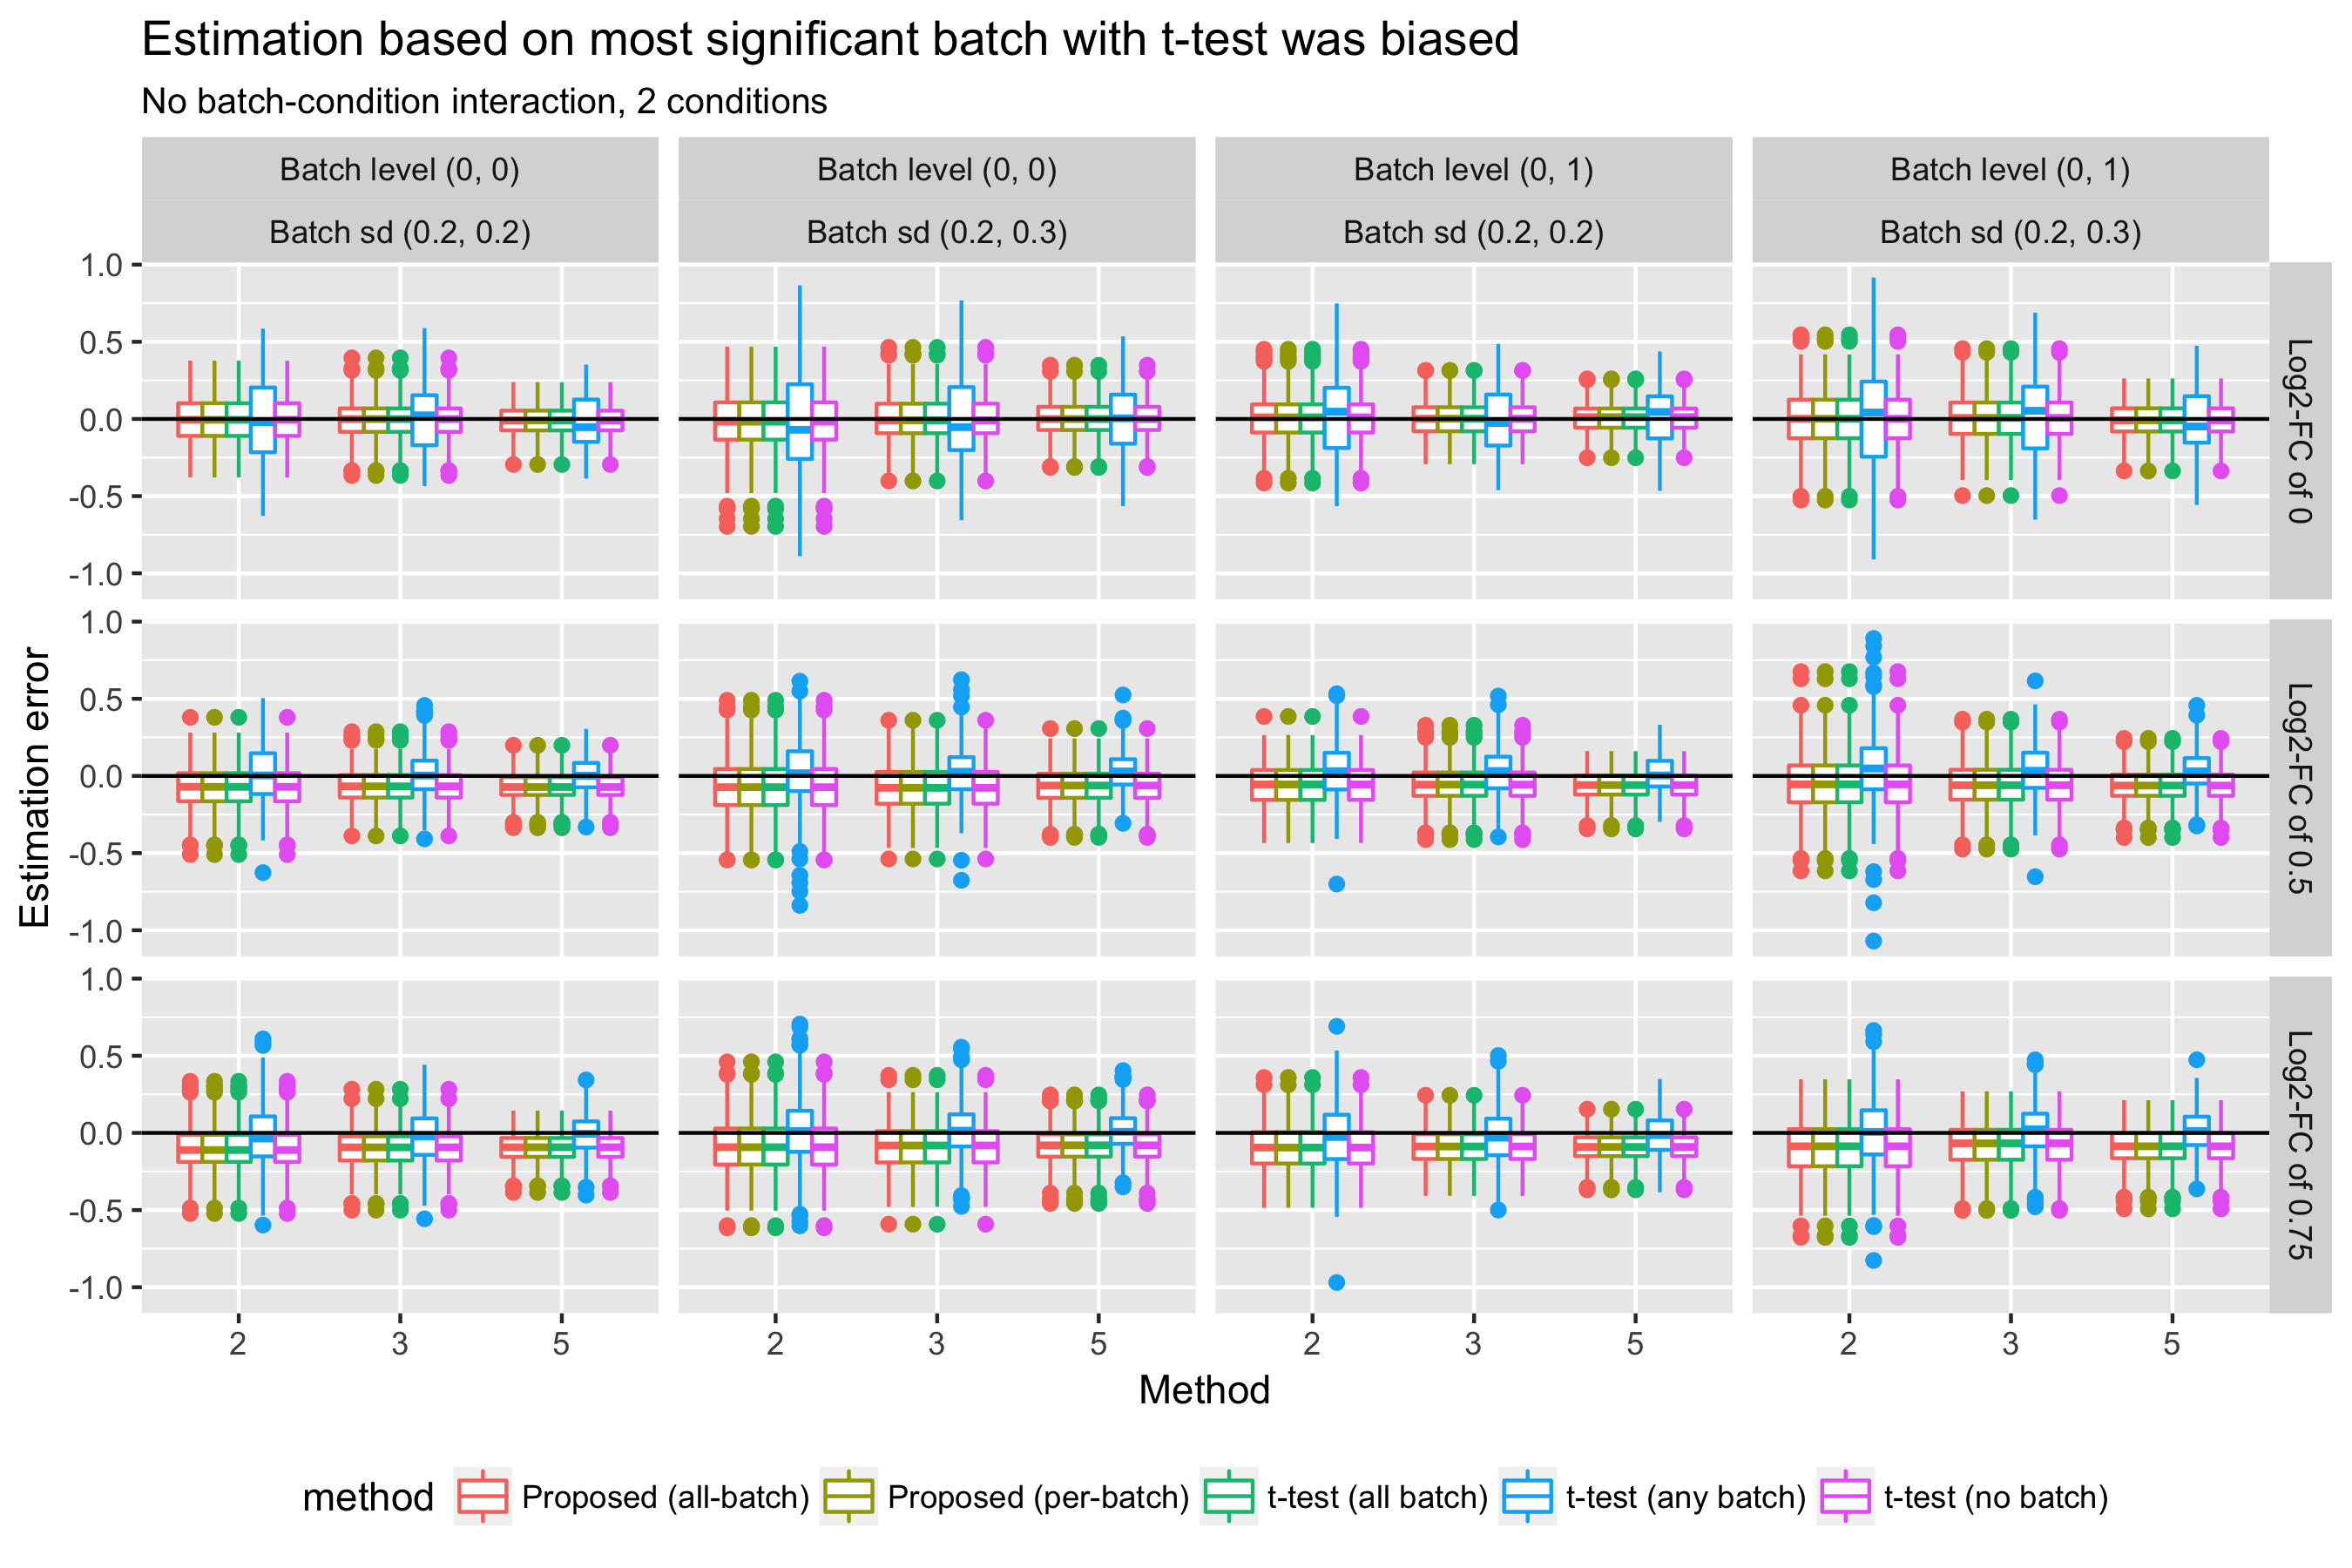 Estimation based on most significant batch with t-test was biased
No batch-condition interaction, 2 conditions
Batch level (0, 0) Batch level (0, 0) Batch level (0, 1) Batch level (0, 1)
Batch sd (0.2, 0.2) Batch sd (0.2, 0.3) Batch sd (0.2, 0.2) Batch sd (0.2, 0.3)
Estimation error
1.0
0.5
0.0
-0.5
-1.0
Log2-FC of 0
1.0
0.5
0.0
-0.5
-1.0
Log2-FC of 0.5
1.0
0.5
0.0
-0.5
-1.0
Log2-FC of 0.75
2 3 5 2 3 5 2 3 5 2 3 5
Method
method Proposed (all-batch) Proposed (per-batch) t-test (all batch) t-test (any batch) t-test (no batch)